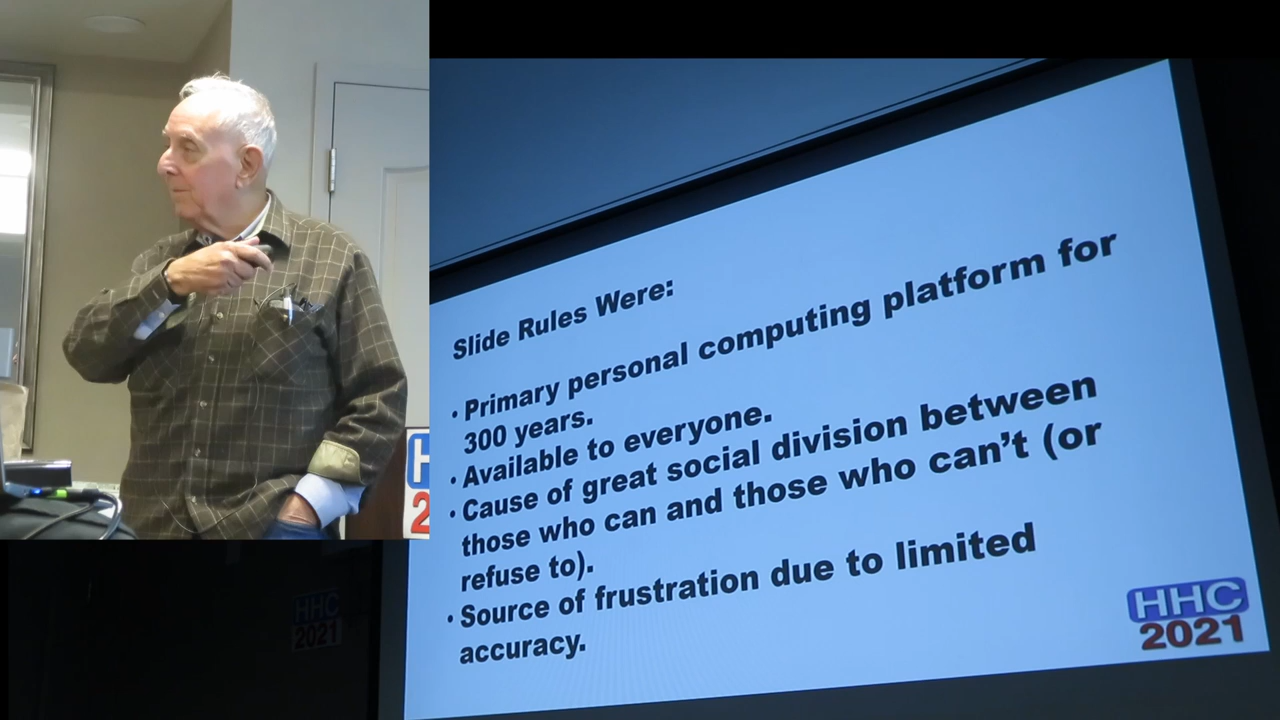 Slide Rules Were:
• Primary personal computing platform for
300 years.
• Available to everyone.
• Cause of great social division between
those who can and those who can't (or
refuse to).
• Source of frustration due to limited
accuracy.
HHC
2021
HHC
2021
H
2